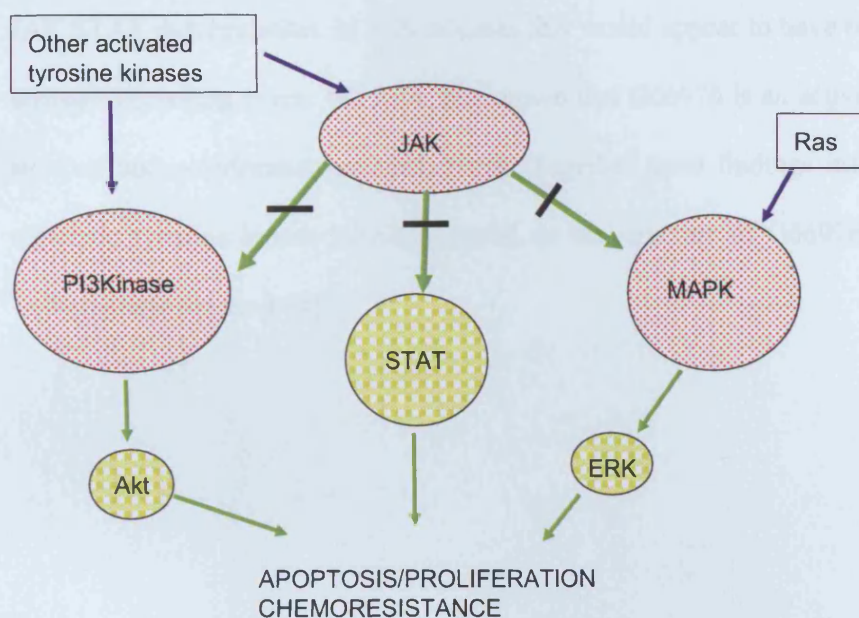 Other activated
tyrosine kinases
JAK
Ras
PI3Kinase
MAPK
STAT
Akt
ERK
APOPTOSIS/PROLIFERATION
CHEMORESISTANCE